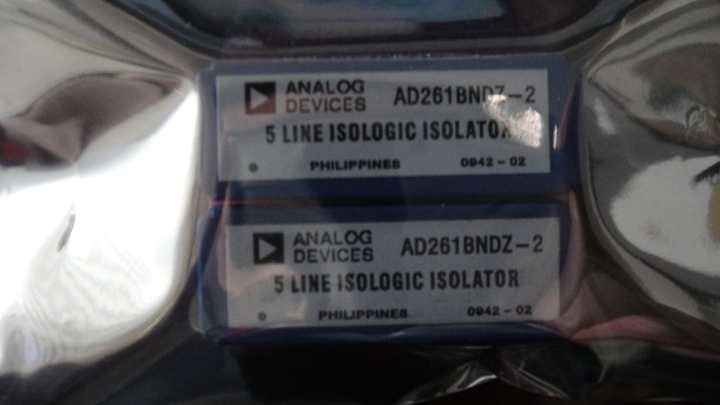 ANALOG
DEVICES AD261BNDZ-2
5 LINE ISOLOGIC ISOLATOR
PHILIPPINES 0942-02
ANALOG
DEVICES AD261BNDZ-2
5 LINE ISOLOGIC ISOLATOR
PHILIPPINES 0942-02